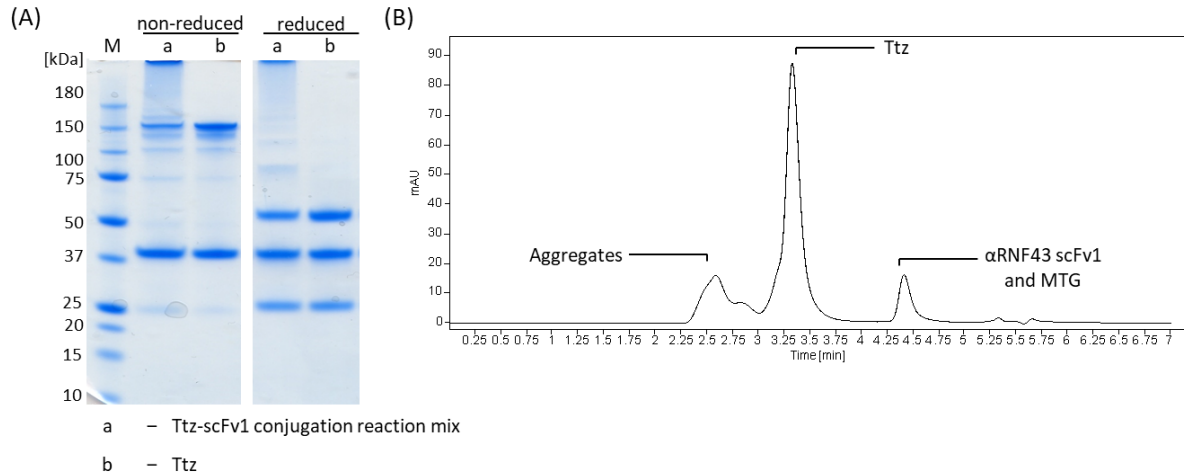 (A)
non-reduced reduced
M a b a b
[kDa]
180
150
100
75
50
37
25
20
15
10
a – Ttz-scFv1 conjugation reaction mix
b – Ttz
(B)
Ttz
Aggregates
αRNF43 scFv1
and MTG
mAU
90
80
70
60
50
40
30
20
10
0
0.25 0.5 0.75 1 1.25 1.5 1.75 2 2.25 2.5 2.75 3 3.25 3.5 3.75 4 4.25 4.5 4.75 5 5.25 5.5 5.75 6 6.25 6.5 6.75 7
Time [min]